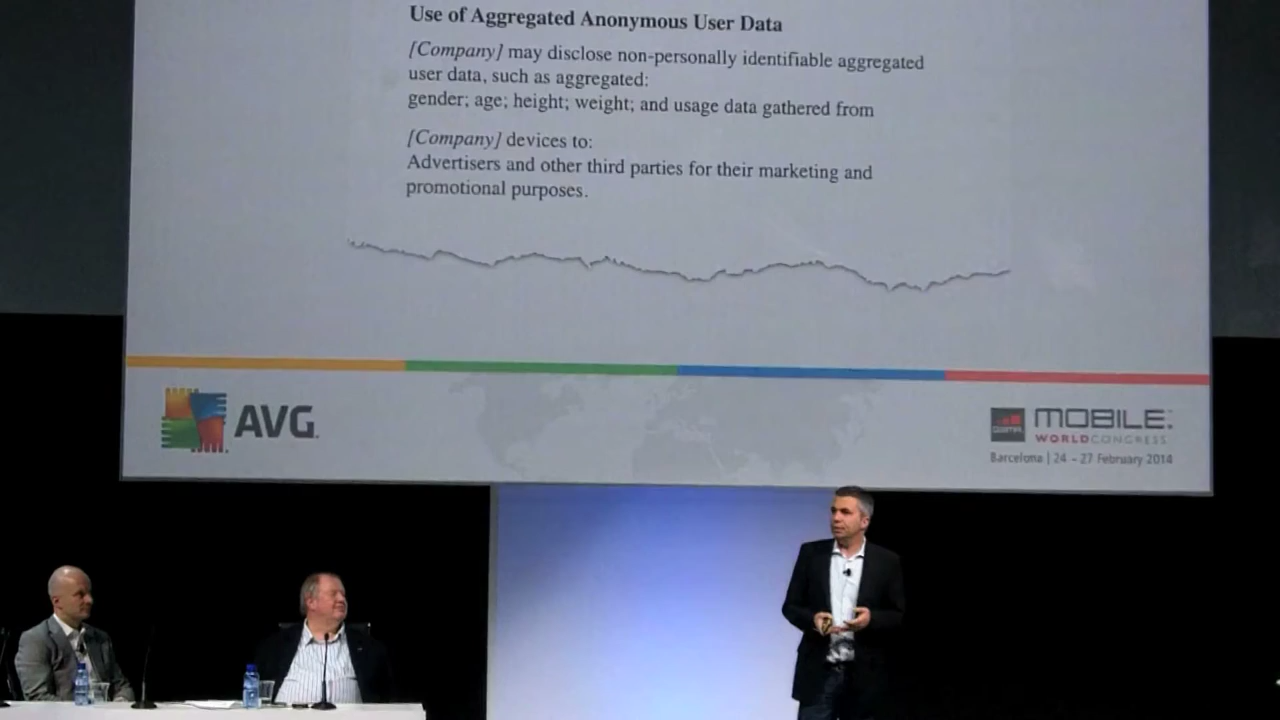 Use of Aggregated Anonymous User Data
[Company] may disclose non-personally identifiable aggregated
user data, such as aggregated:
gender; age; height; weight; and usage data gathered from
[Company] devices to:
Advertisers and other third parties for their marketing and
promotional purposes.
AVG.
GSMA
MOBILE
WORLDCONGRESS
Barcelona | 24 - 27 February 2014